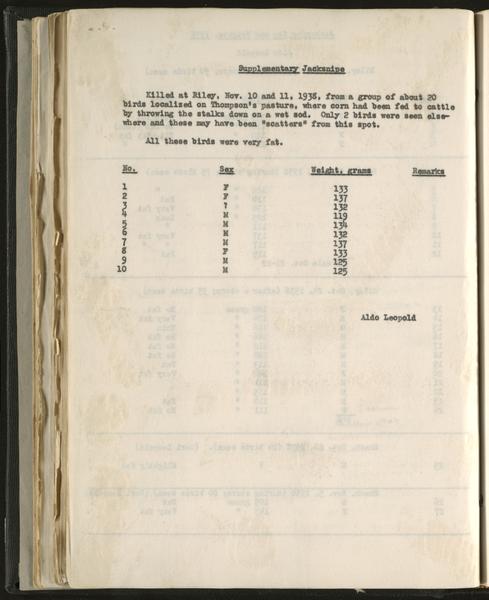 Supplementary Jacksnipe
Killed at Riley, Nov. 10 and 11, 1938, from a group of about 20
birds localized on Thompson's pasture, where corn had been fed to cattle
by throwing the stalks down on a wet sod. Only 2 birds were seen else-
where and these may have been "scatters" from this spot.
All these birds were very fat.
No. Sex Weight, grams Remarks
1 F 133
2 F 137
3 ? 132
4 M 119
5 M 134
6 M 132
7 M 137
8 F 133
9 M 125
10 M 125
Aldo Leopold